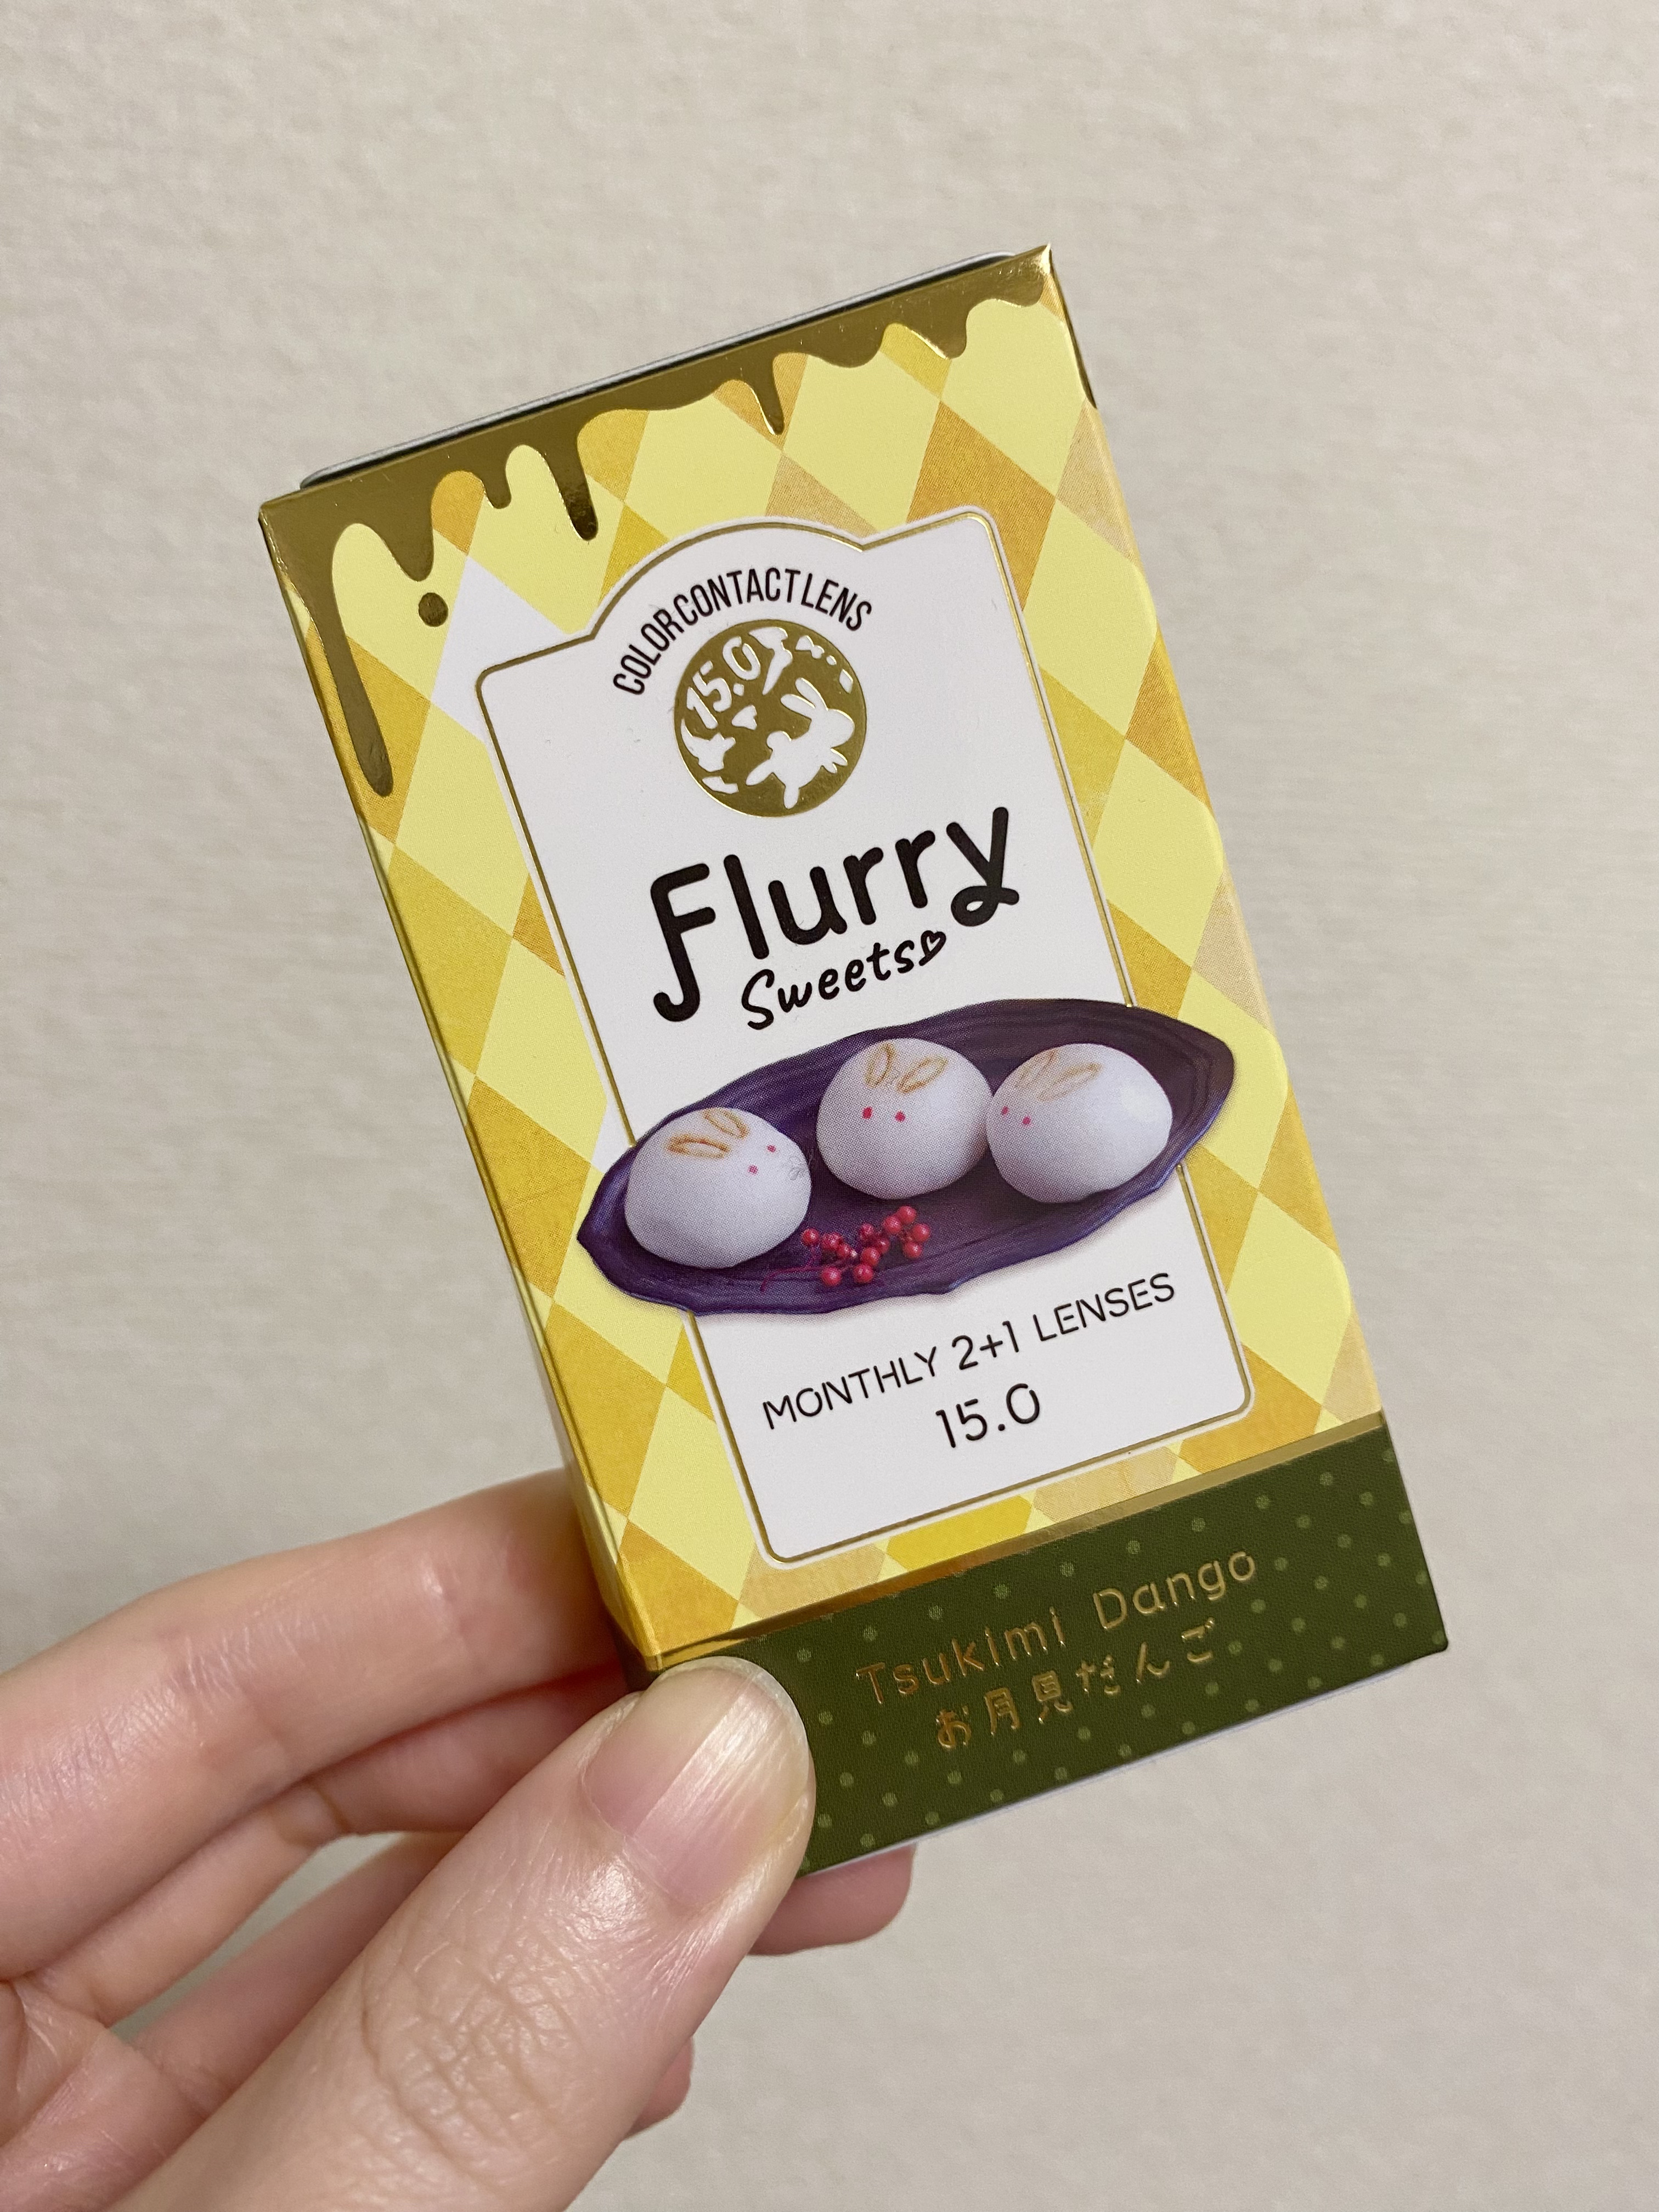 COLOR CONTACT LENS
15.0
Flurry
Sweets
MONTHLY 2+1 LENSES
15.0
Tsukimi Dango
お月見だんご